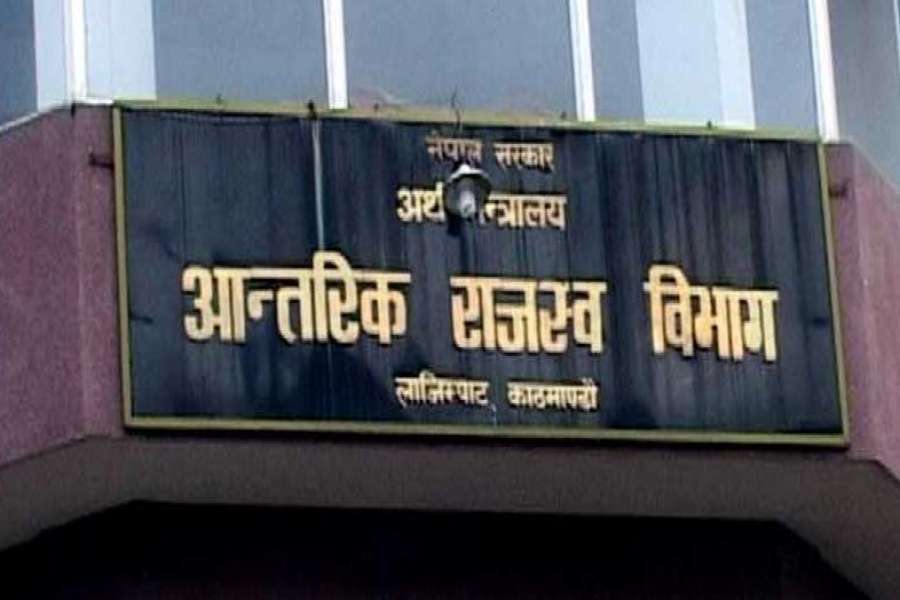 नेपाल सरकार
अर्थ मन्त्रालय
आन्तरिक राजस्व विभाग
लाजिम्पाट, काठमाण्डौ